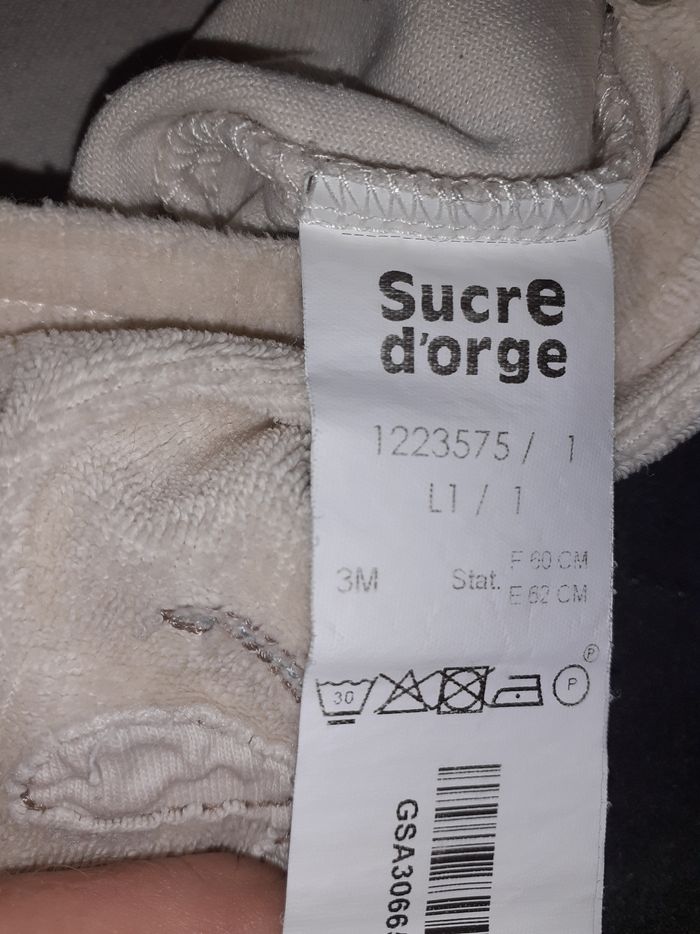 Sucre
d'orge
1223575 / 1
L1 / 1
3M
Stat.
F 60 CM
E 62 CM
30
P
P
GSA3066